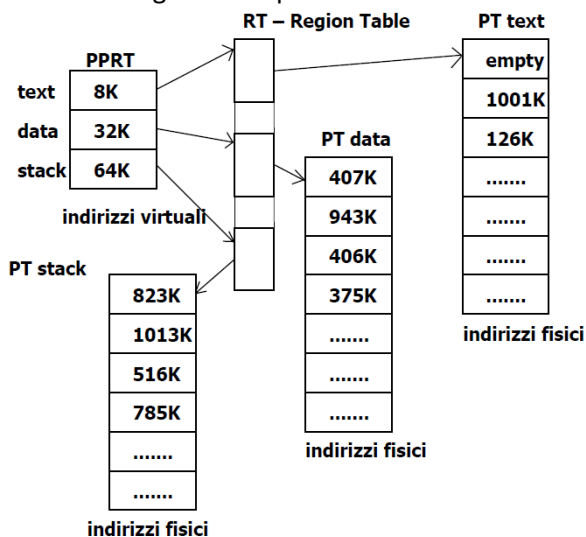 RT – Region Table
PT text
PPRT
text 8K
data 32K
stack 64K
indirizzi virtuali
empty
1001K
126K
.......
.......
.......
.......
indirizzi fisici
PT data
407K
943K
406K
375K
.......
.......
.......
indirizzi fisici
PT stack
823K
1013K
516K
785K
.......
.......
indirizzi fisici